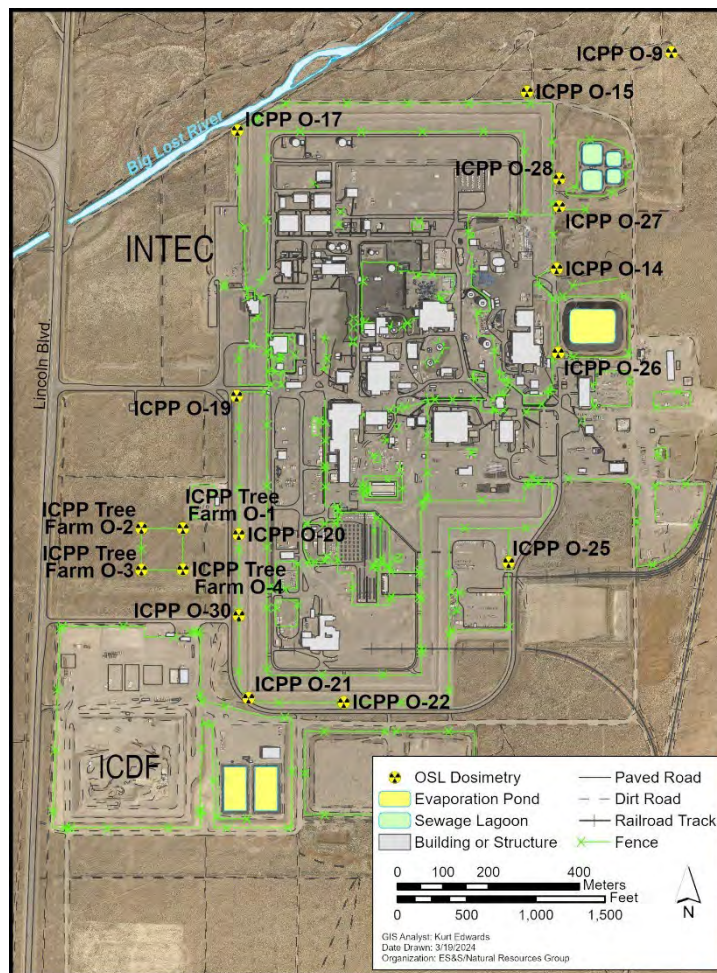 ICPP O-9
ICPP O-15
ICPP O-17
Big Lost River
ICPP O-28
ICPP O-27
INTEC
ICPP O-14
Lincoln Blvd.
ICPP O-26
ICPP O-19
ICPP Tree
Farm O-2
ICPP Tree
Farm O-1
ICPP O-20
ICPP Tree
Farm O-3
ICPP Tree
Farm O-4
ICPP O-25
ICPP O-30
ICPP O-21
ICPP O-22
ICDF
OSL Dosimetry
Evaporation Pond
Sewage Lagoon
Building or Structure
Paved Road
Dirt Road
Railroad Track
Fence
0 100 200 400
Meters
Feet
0 500 1,000 1,500
N
GIS Analyst: Kurt Edwards
Date Drawn: 3/19/2024
Organization: ES&S/Natural Resources Group